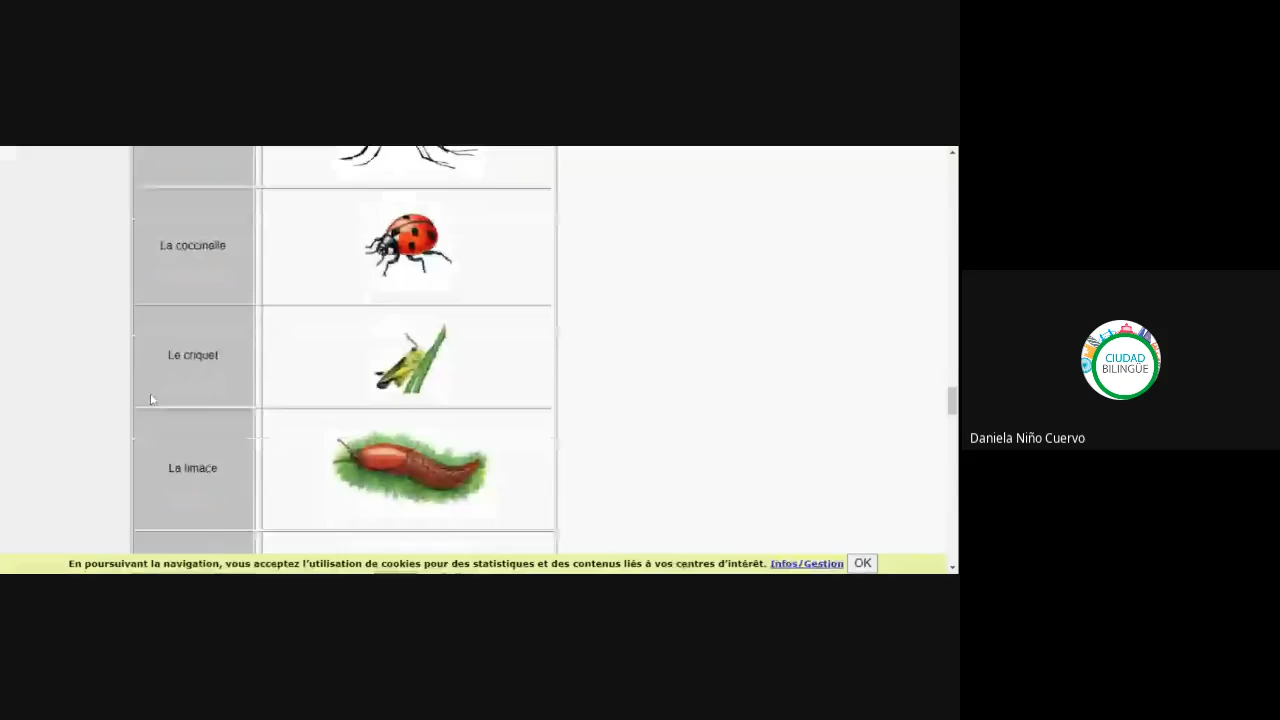 La coccinelle
Le criquet
La limace
En poursuivant la navigation, vous acceptez l'utilisation de cookies pour des statistiques et des contenus liés à vos centres d'intérêt. Infos/Gestion OK
CIUDAD
BILINGÜE
Daniela Niño Cuervo